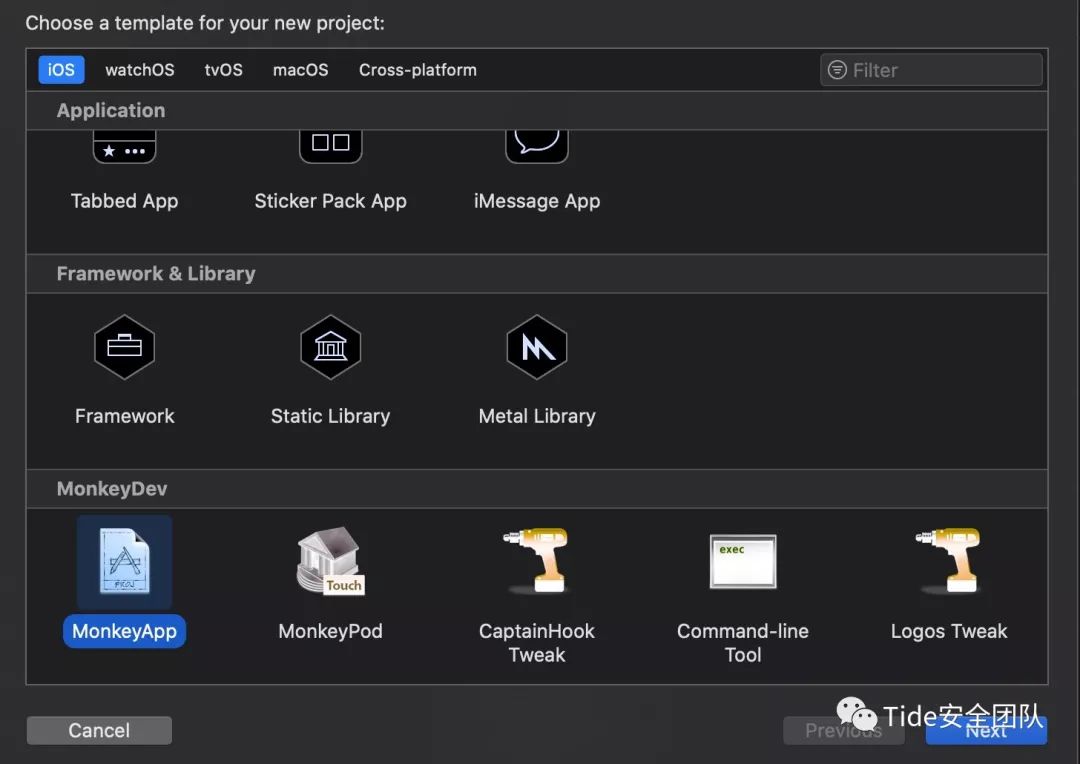 Choose a template for your new project:
iOS watchOS tvOS macOS Cross-platform Filter
Application
Tabbed App Sticker Pack App iMessage App
Framework & Library
Framework Static Library Metal Library
MonkeyDev
PROJ Touch exec
MonkeyApp MonkeyPod CaptainHook Tweak Command-line Tool Logos Tweak
Cancel Previous Next
Tide安全团队